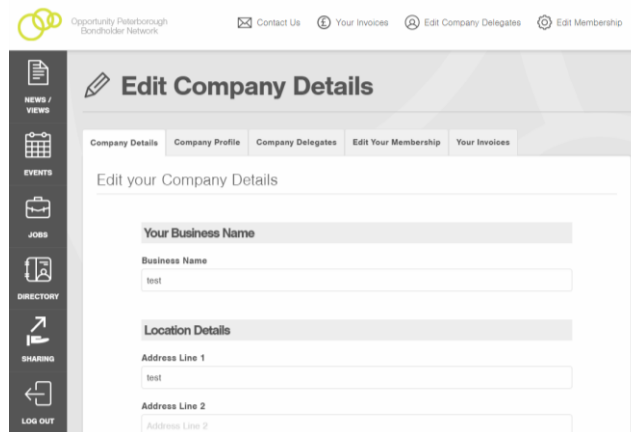 Opportunity Peterborough
Bondholder Network
Contact Us
Your Invoices
Edit Company Delegates
Edit Membership
NEWS /
VIEWS
EVENTS
JOBS
DIRECTORY
SHARING
LOG OUT
Edit Company Details
Company Details
Company Profile
Company Delegates
Edit Your Membership
Your Invoices
Edit your Company Details
Your Business Name
Business Name
test
Location Details
Address Line 1
test
Address Line 2
Address Line 2